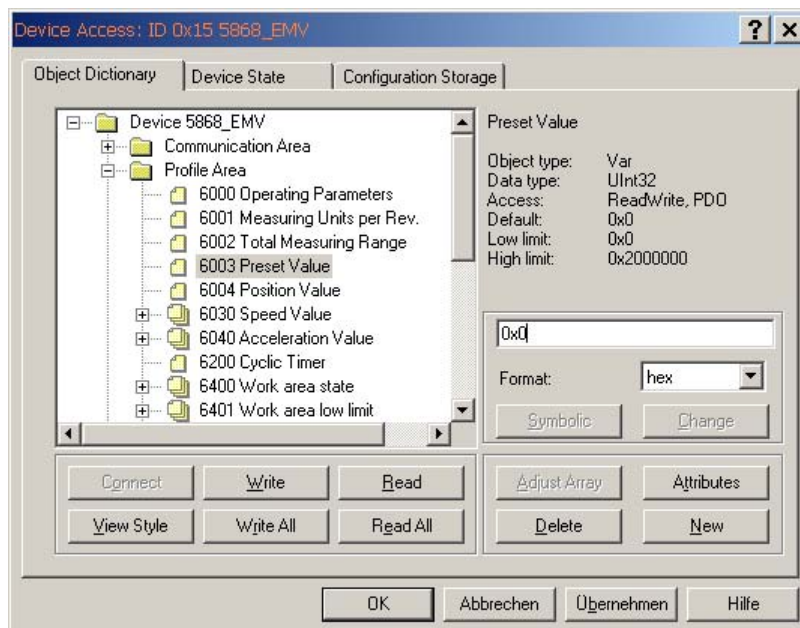 Device Access: ID 0x15 5868_EMV
Object Dictionary
Device State
Configuration Storage
Device 5868_EMV
Communication Area
Profile Area
6000 Operating Parameters
6001 Measuring Units per Rev.
6002 Total Measuring Range
6003 Preset Value
6004 Position Value
6030 Speed Value
6040 Acceleration Value
6200 Cyclic Timer
6400 Work area state
6401 Work area low limit
Preset Value
Object type: Var
Data type: UInt32
Access: ReadWrite, PDO
Default: 0x0
Low limit: 0x0
High limit: 0x2000000
0x0
Format: hex
Symbolic Change
Connect Write Read
View Style Write All Read All
Adjust Array Attributes
Delete New
OK Abbrechen Übernehmen Hilfe